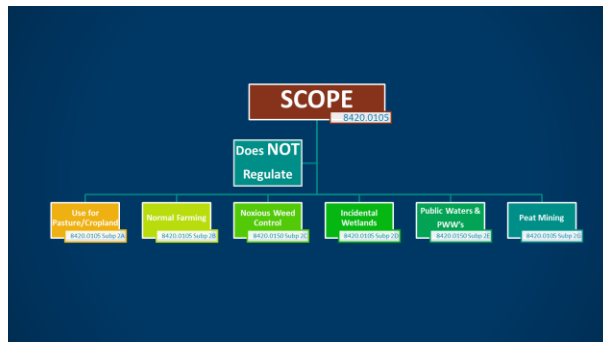 SCOPE
8420.0105
Does NOT
Regulate
Use for
Pasture/Cropland
8420.0105 Subp 2A
Normal Farming
8420.0105 Subp 2B
Noxious Weed
Control
8420.0150 Subp 2C
Incidental
Wetlands
8420.0105 Subp 2D
Public Waters &
PWW's
8420.0150 Subp 2E
Peat Mining
8420.0105 Subp 2G